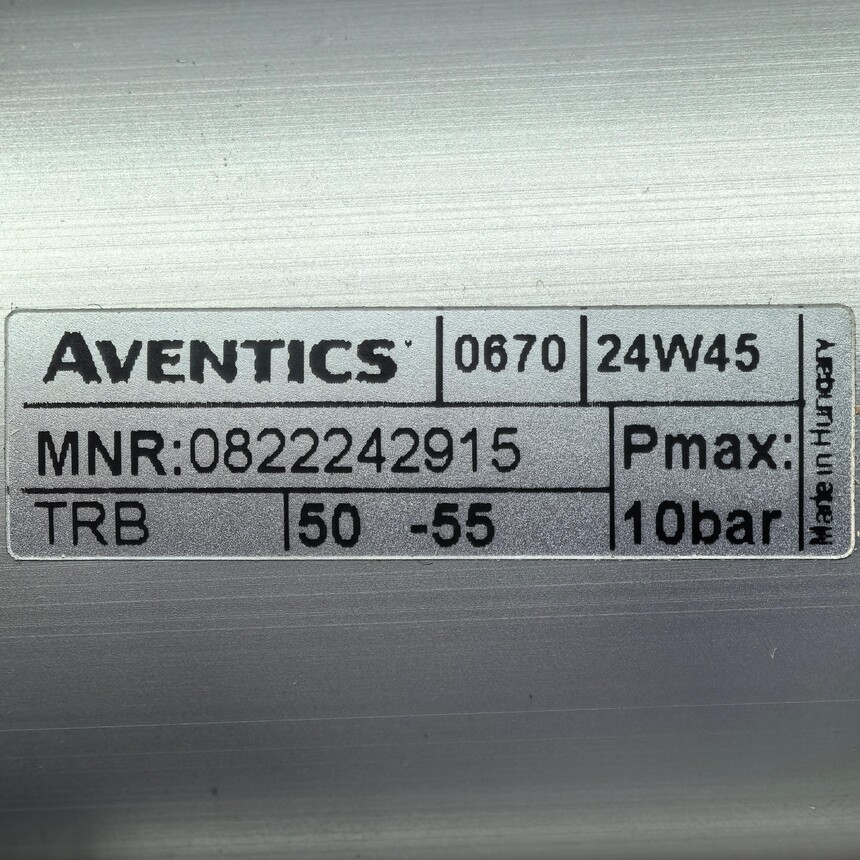 AVENTICS 0670 24W45
MNR:0822242915 Pmax:
TRB 50 -55 10bar
Made in Hungary